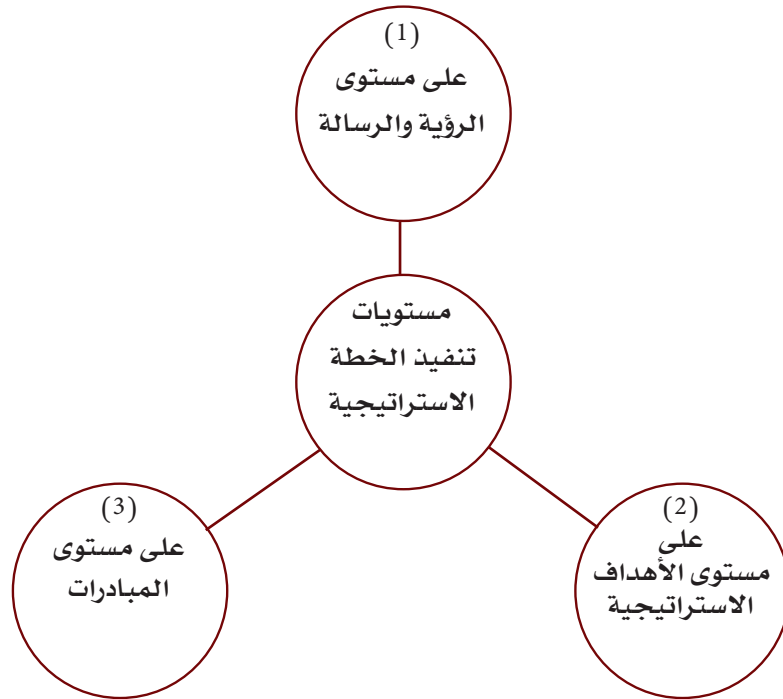 (1)
على مستوى
الرؤية والرسالة
مستويات
تنفيذ الخطة
الاستراتيجية
(2)
على
مستوى الأهداف
الاستراتيجية
(3)
على مستوى
المبادرات